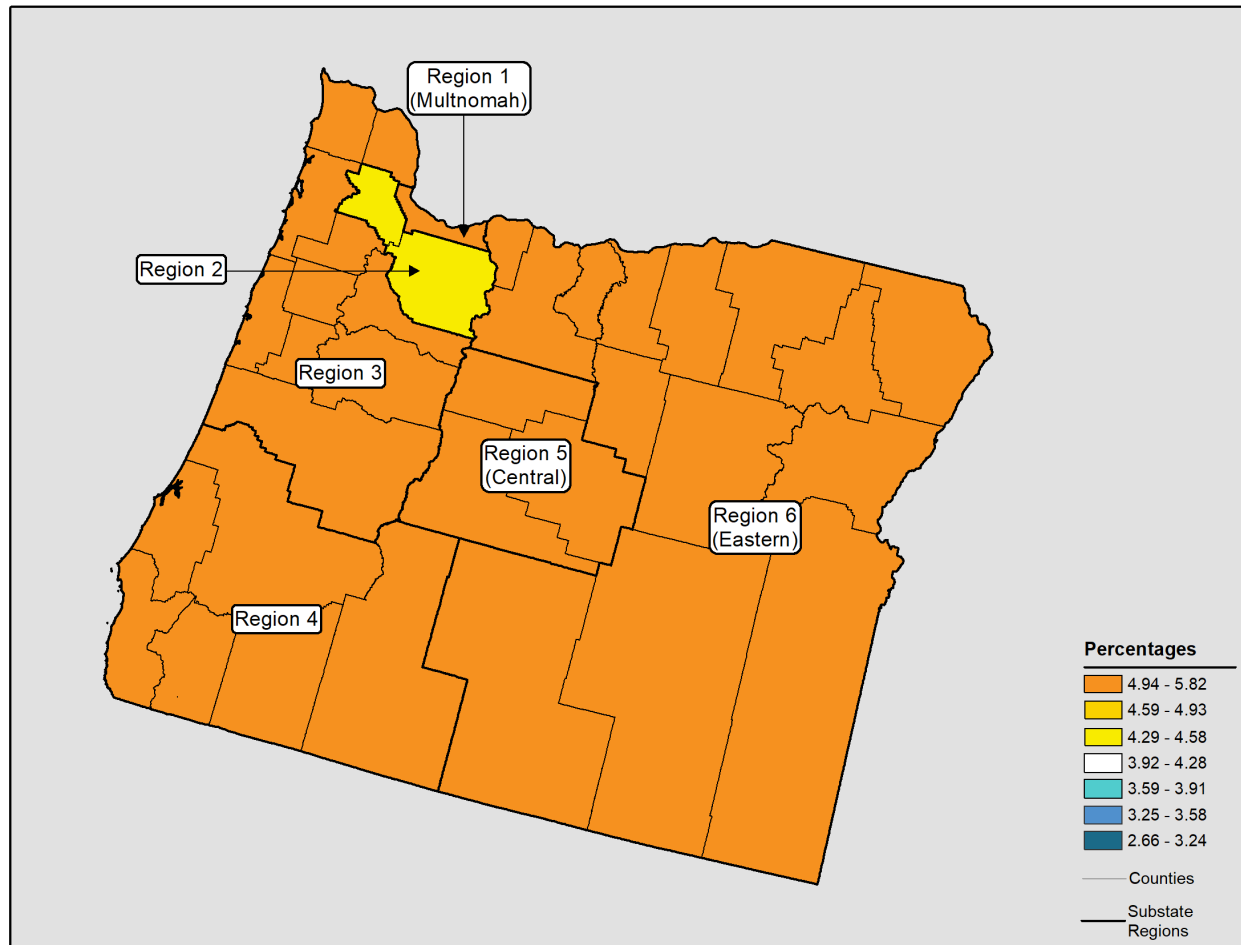 Region 1
(Multnomah)
Region 2
Region 3
Region 5
(Central)
Region 6
(Eastern)
Region 4
Percentages
4.94 - 5.82
4.59 - 4.93
4.29 - 4.58
3.92 - 4.28
3.59 - 3.91
3.25 - 3.58
2.66 - 3.24
Counties
Substate
Regions